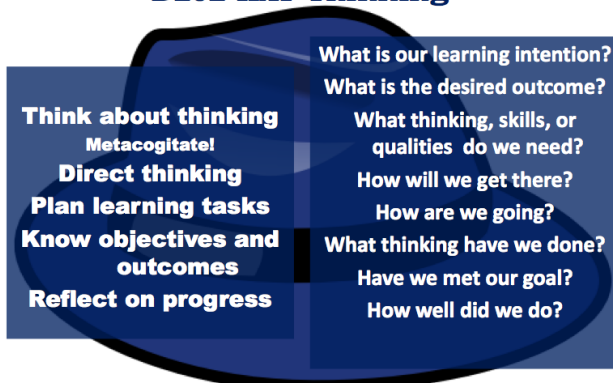 Think about thinking
Metacogitate!
Direct thinking
Plan learning tasks
Know objectives and
outcomes
Reflect on progress
What is our learning intention?
What is the desired outcome?
What thinking, skills, or
qualities do we need?
How will we get there?
How are we going?
What thinking have we done?
Have we met our goal?
How well did we do?